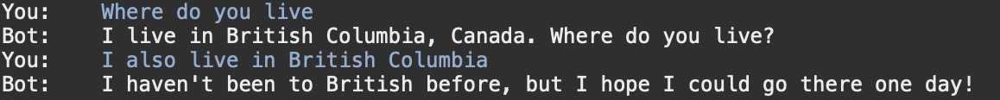 You: Where do you live
Bot: I live in British Columbia, Canada. Where do you live?
You: I also live in British Columbia
Bot: I haven't been to British before, but I hope I could go there one day!